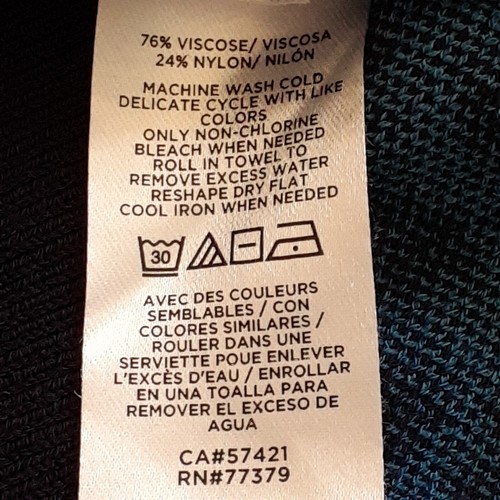 76% VISCOSE/ VISCOSA
24% NYLON/ NILÓN
MACHINE WASH COLD
DELICATE CYCLE WITH LIKE
COLORS
ONLY NON-CHLORINE
BLEACH WHEN NEEDED
ROLL IN TOWEL TO
REMOVE EXCESS WATER
RESHAPE DRY FLAT
COOL IRON WHEN NEEDED
30
AVEC DES COULEURS
SEMBLABLES / CON
COLORES SIMILARES /
ROULER DANS UNE
SERVIETTE POUE ENLEVER
L'EXCÈS D'EAU / ENROLLAR
EN UNA TOALLA PARA
REMOVER EL EXCESO DE
AGUA
CA#57421
RN#77379